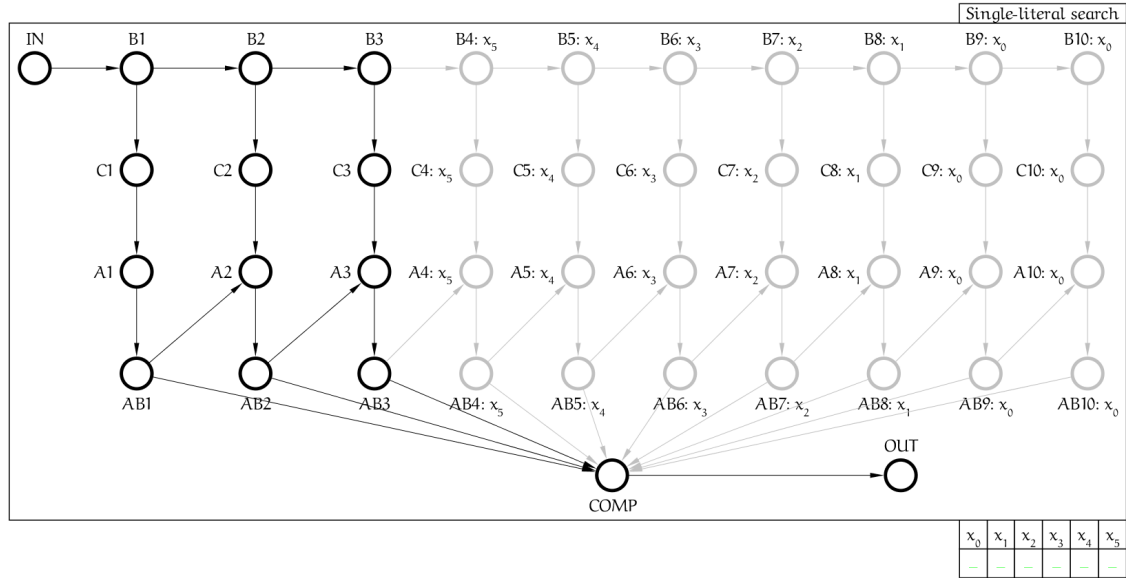 Single-literal search
IN B1 B2 B3 B4: x₅ B5: x₄ B6: x₃ B7: x₂ B8: x₁ B9: x₀ B10: x₀
C1 C2 C3 C4: x₅ C5: x₄ C6: x₃ C7: x₂ C8: x₁ C9: x₀ C10: x₀
A1 A2 A3 A4: x₅ A5: x₄ A6: x₃ A7: x₂ A8: x₁ A9: x₀ A10: x₀
AB1 AB2 AB3 AB4: x₅ AB5: x₄ AB6: x₃ AB7: x₂ AB8: x₁ AB9: x₀ AB10: x₀
OUT
COMP
x₀ x₁ x₂ x₃ x₄ x₅
– – – – – –